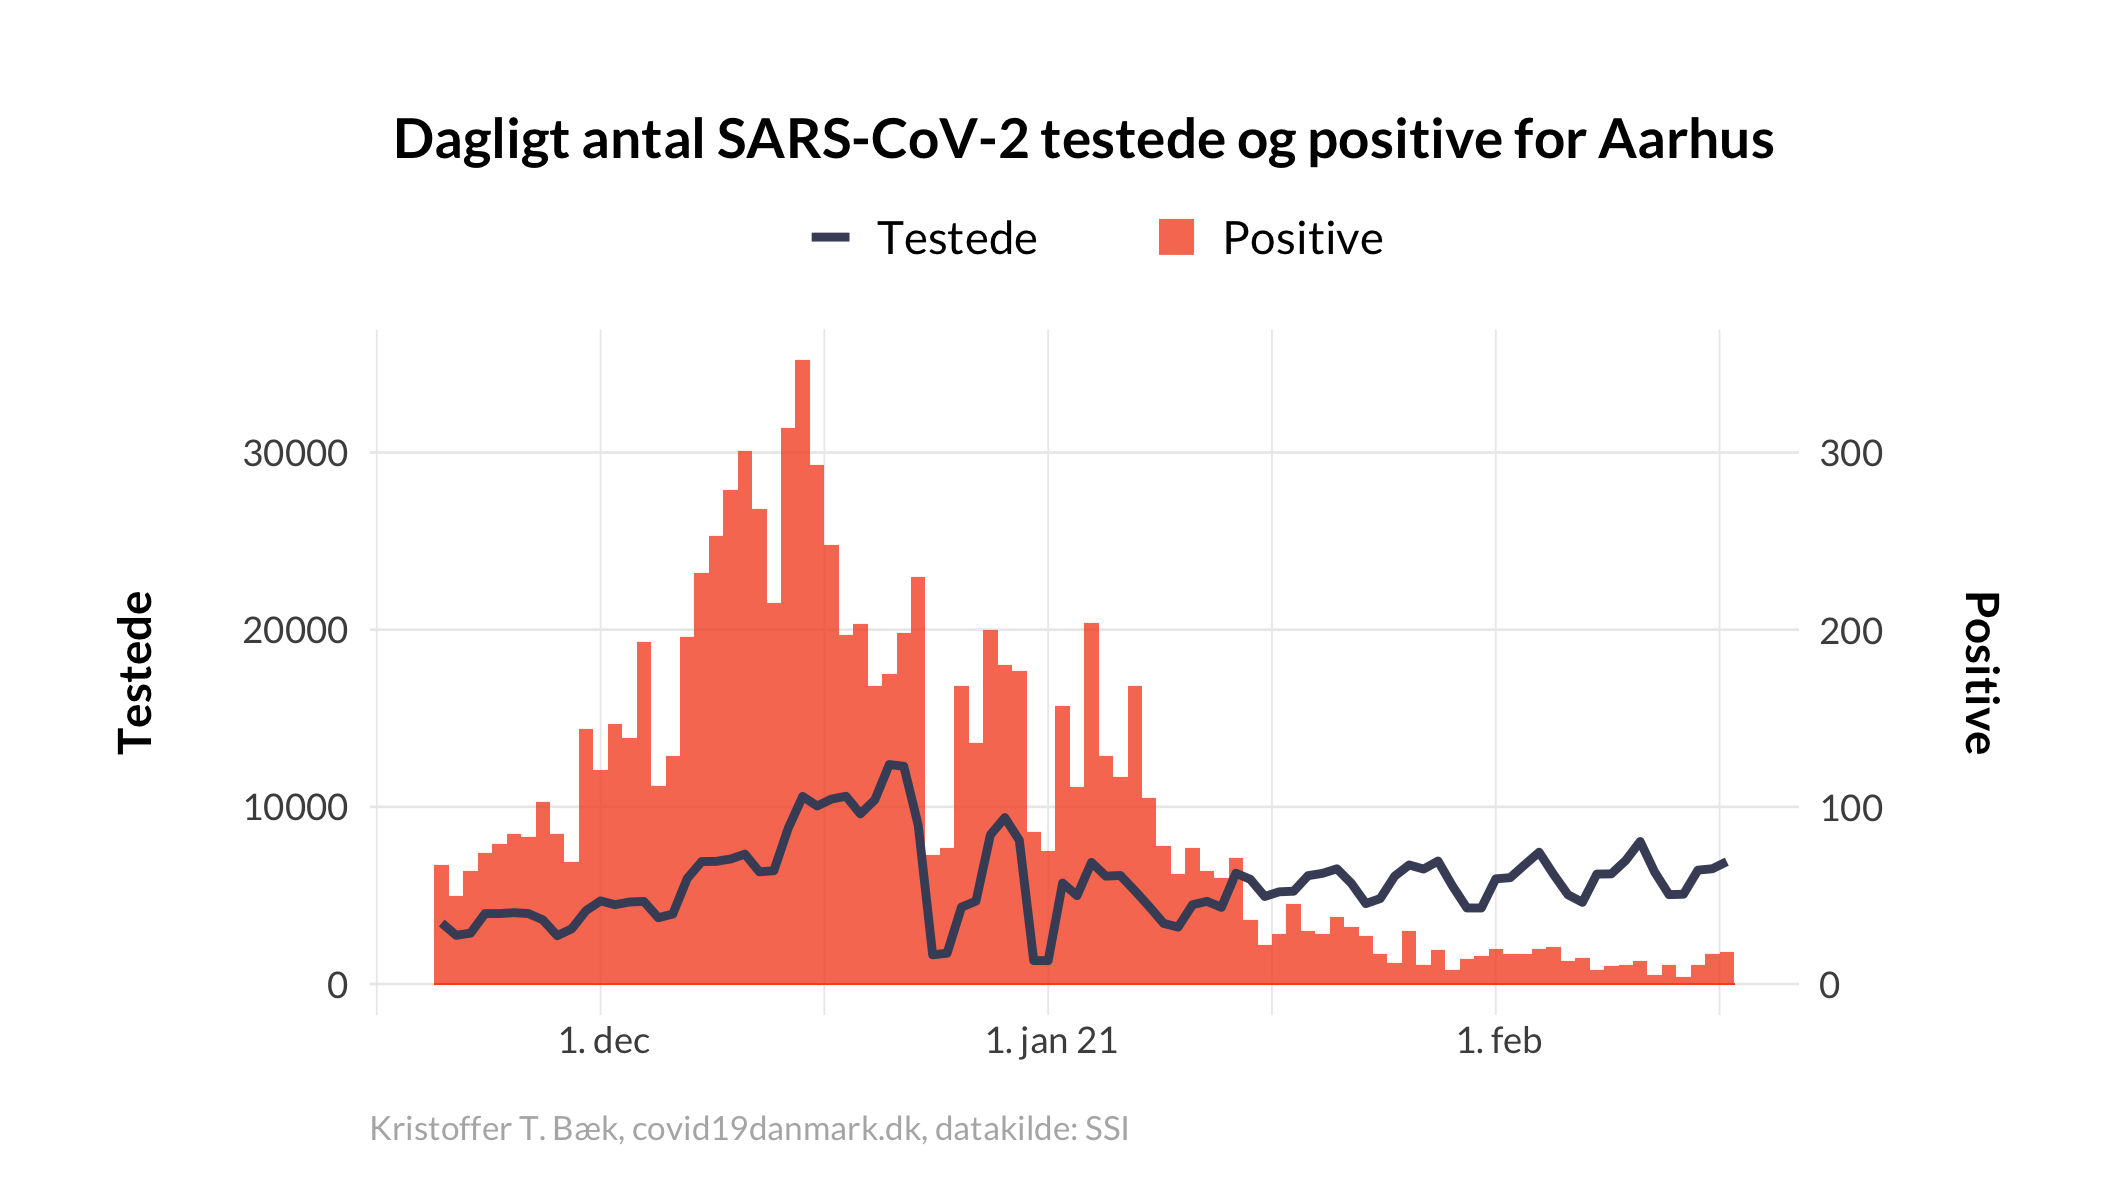 Dagligt antal SARS-CoV-2 testede og positive for Aarhus
Testede
Positive
Testede
30000
20000
10000
0
300
200
100
0
Positive
1. dec
1. jan 21
1. feb
Kristoffer T. Bæk, covid19danmark.dk, datakilde: SSI